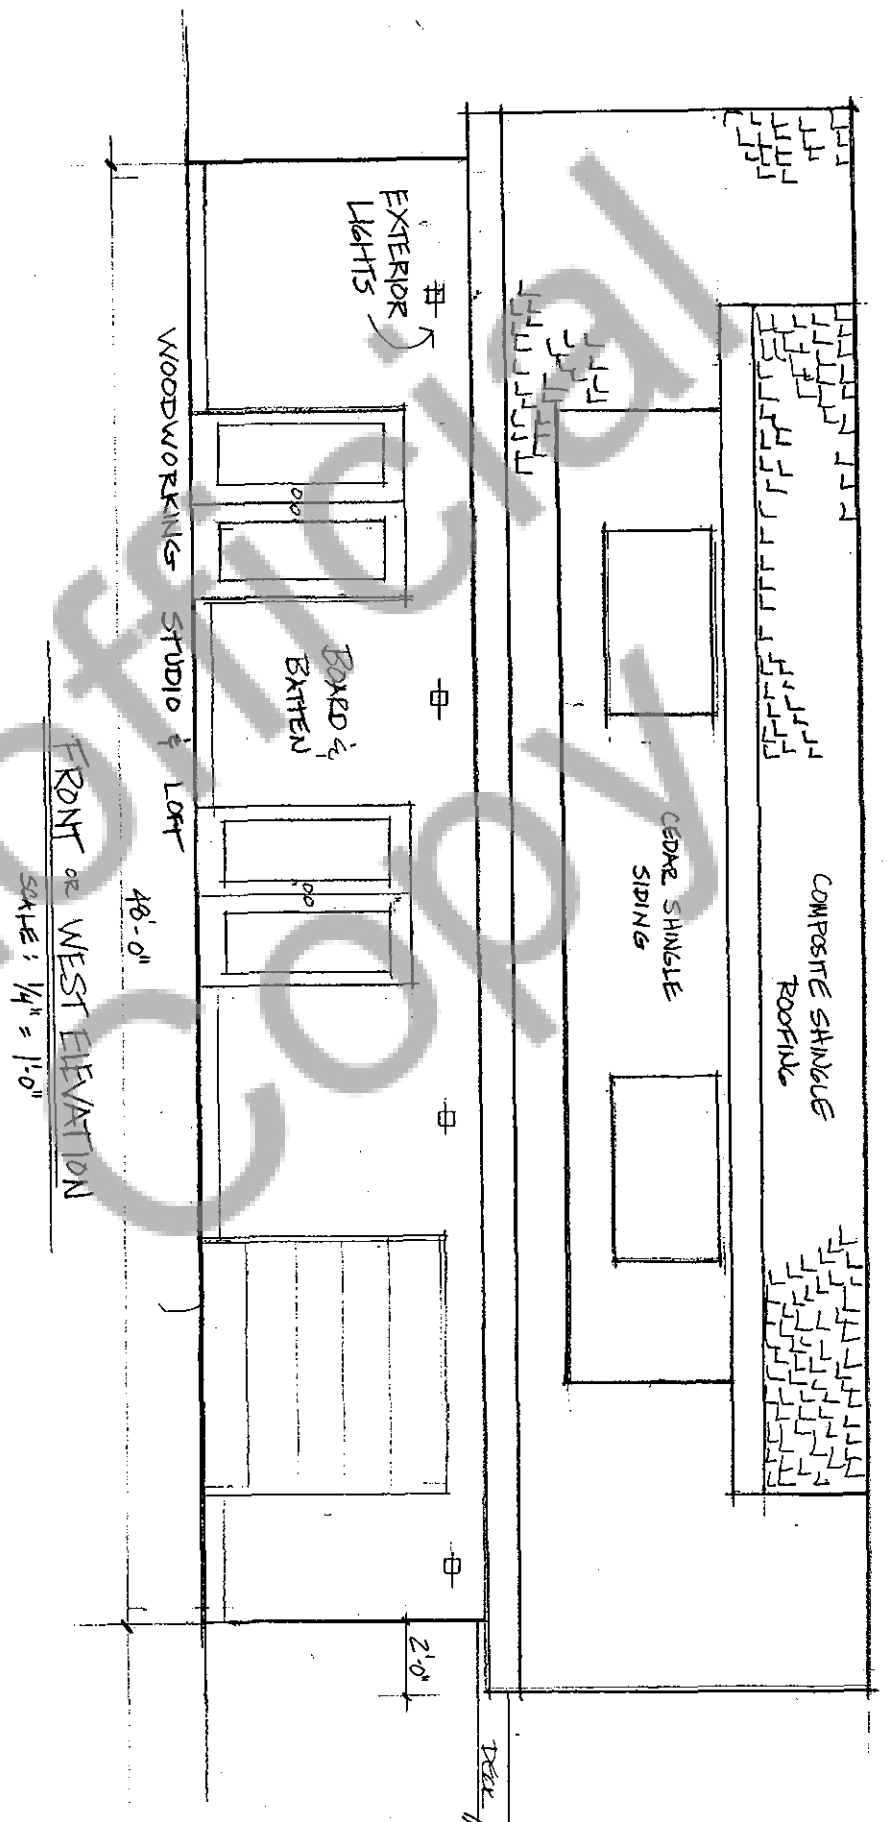 COMPOSITE SHINGLE
ROOFING
CEDAR SHINGLE
SIDING
EXTERIOR
LIGHTS
BOARD &
BATTEN
DECK
2'-0"
WOODWORKING STUDIO & LOFT
48'-0"
FRONT OR WEST ELEVATION
SCALE: 1/4" = 1'-0"
Unofficial
Copy